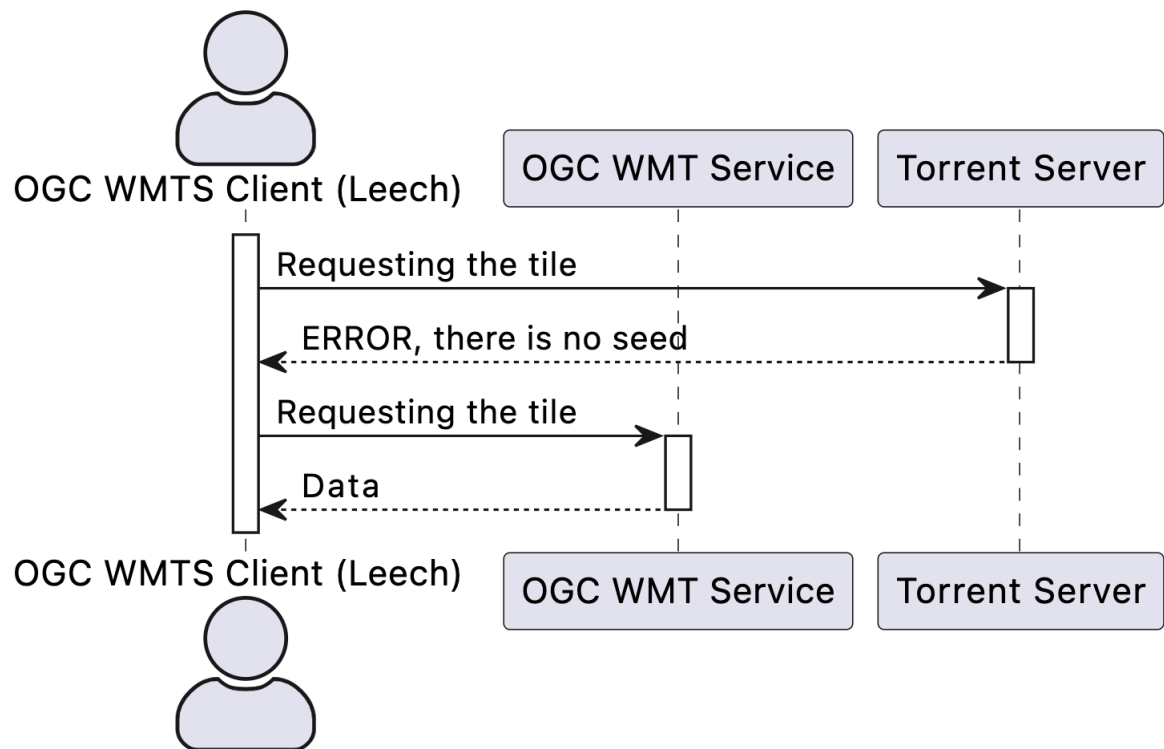 OGC WMTS Client (Leech)
OGC WMT Service
Torrent Server
Requesting the tile
ERROR, there is no seed
Requesting the tile
Data
OGC WMTS Client (Leech)
OGC WMT Service
Torrent Server